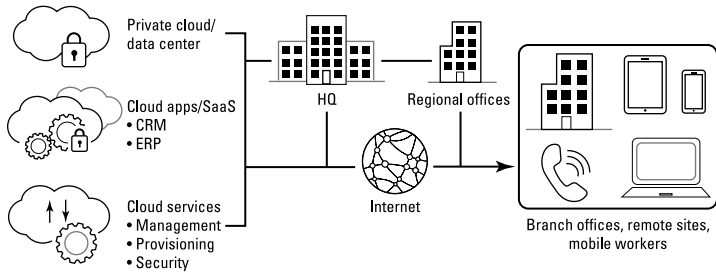 Private cloud/
data center
Cloud apps/SaaS
• CRM
• ERP
Cloud services
• Management
• Provisioning
• Security
HQ
Regional offices
Internet
Branch offices, remote sites,
mobile workers